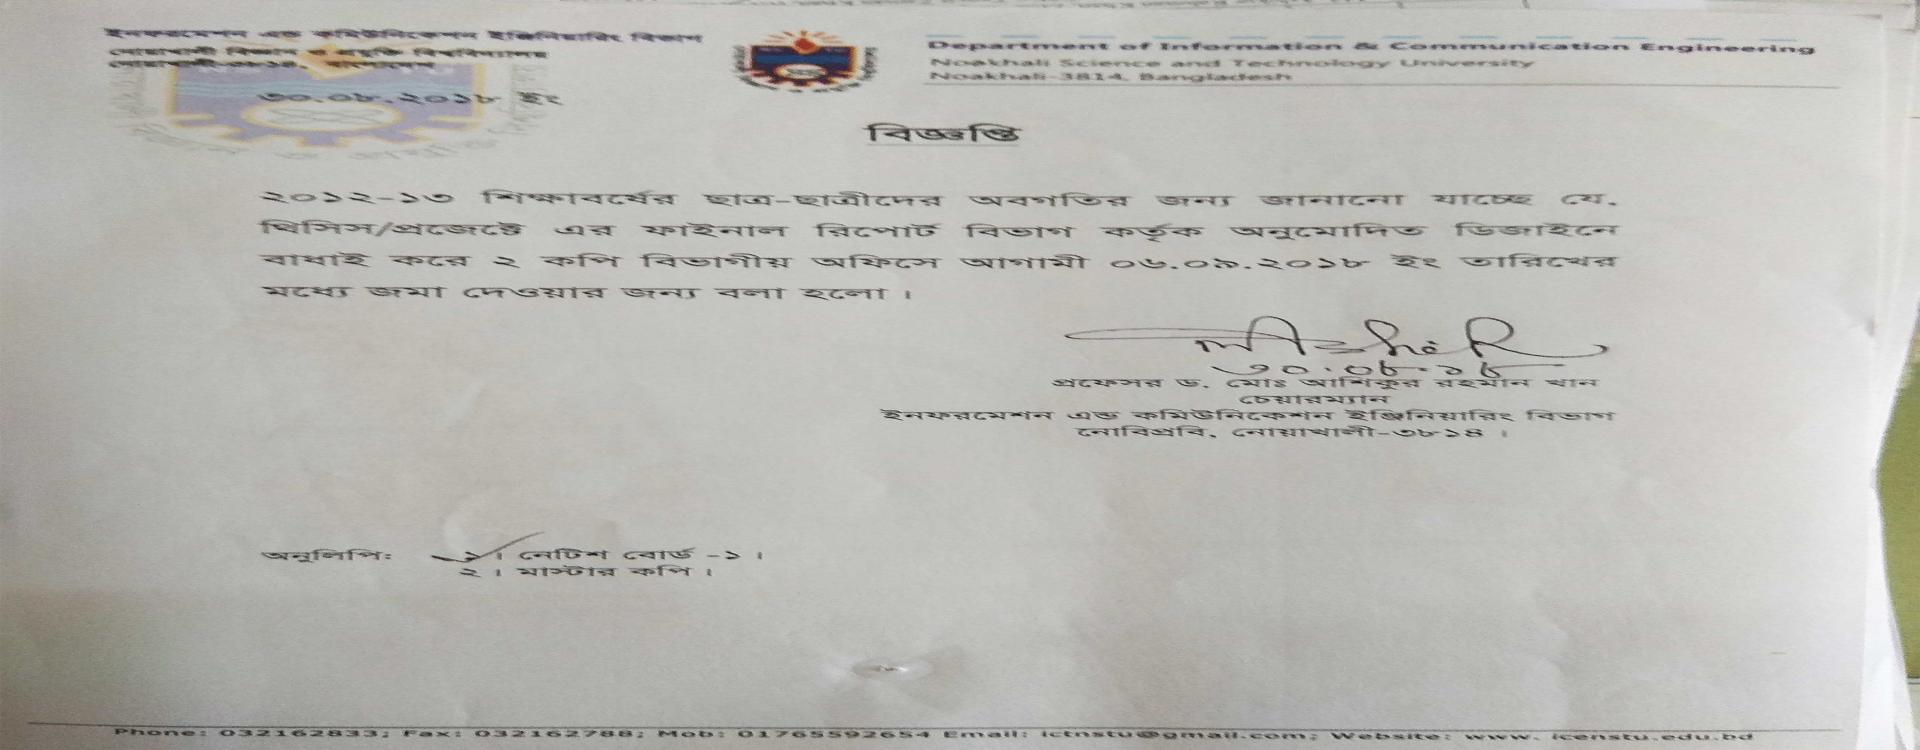 ইনফরমেশন এন্ড কমিউনিকেশন ইঞ্জিনিয়ারিং বিভাগ
নোয়াখালী বিজ্ঞান ও প্রযুক্তি বিশ্ববিদ্যালয়
নোয়াখালী-৩৮১৪, বাংলাদেশ
Department of Information & Communication Engineering
Noakhali Science and Technology University
Noakhali-3814, Bangladesh
৩০.০৮.২০১৮ ইং
বিজ্ঞপ্তি
২০১২-১৩ শিক্ষাবর্ষের ছাত্র-ছাত্রীদের অবগতির জন্য জানানো যাচ্ছে যে,
থিসিস/প্রজেক্টে এর ফাইনাল রিপোর্ট বিভাগ কর্তৃক অনুমোদিত ডিজাইনে
বাধাই করে ২ কপি বিভাগীয় অফিসে আগামী ০৬.০৯.২০১৮ ইং তারিখের
মধ্যে জমা দেওয়ার জন্য বলা হলো।
৩০.০৮.১৮
প্রফেসর ড. মোঃ আশিকুর রহমান খান
চেয়ারম্যান
ইনফরমেশন এন্ড কমিউনিকেশন ইঞ্জিনিয়ারিং বিভাগ
নোবিপ্রবি, নোয়াখালী-৩৮১৪।
অনুলিপি: ১। নোটিশ বোর্ড -১।
২। মাস্টার কপি।
Phone: 032162833; Fax: 032162788; Mob: 01765592654 Email: ictnstu@gmail.com; Website: www. icenstu.edu.bd